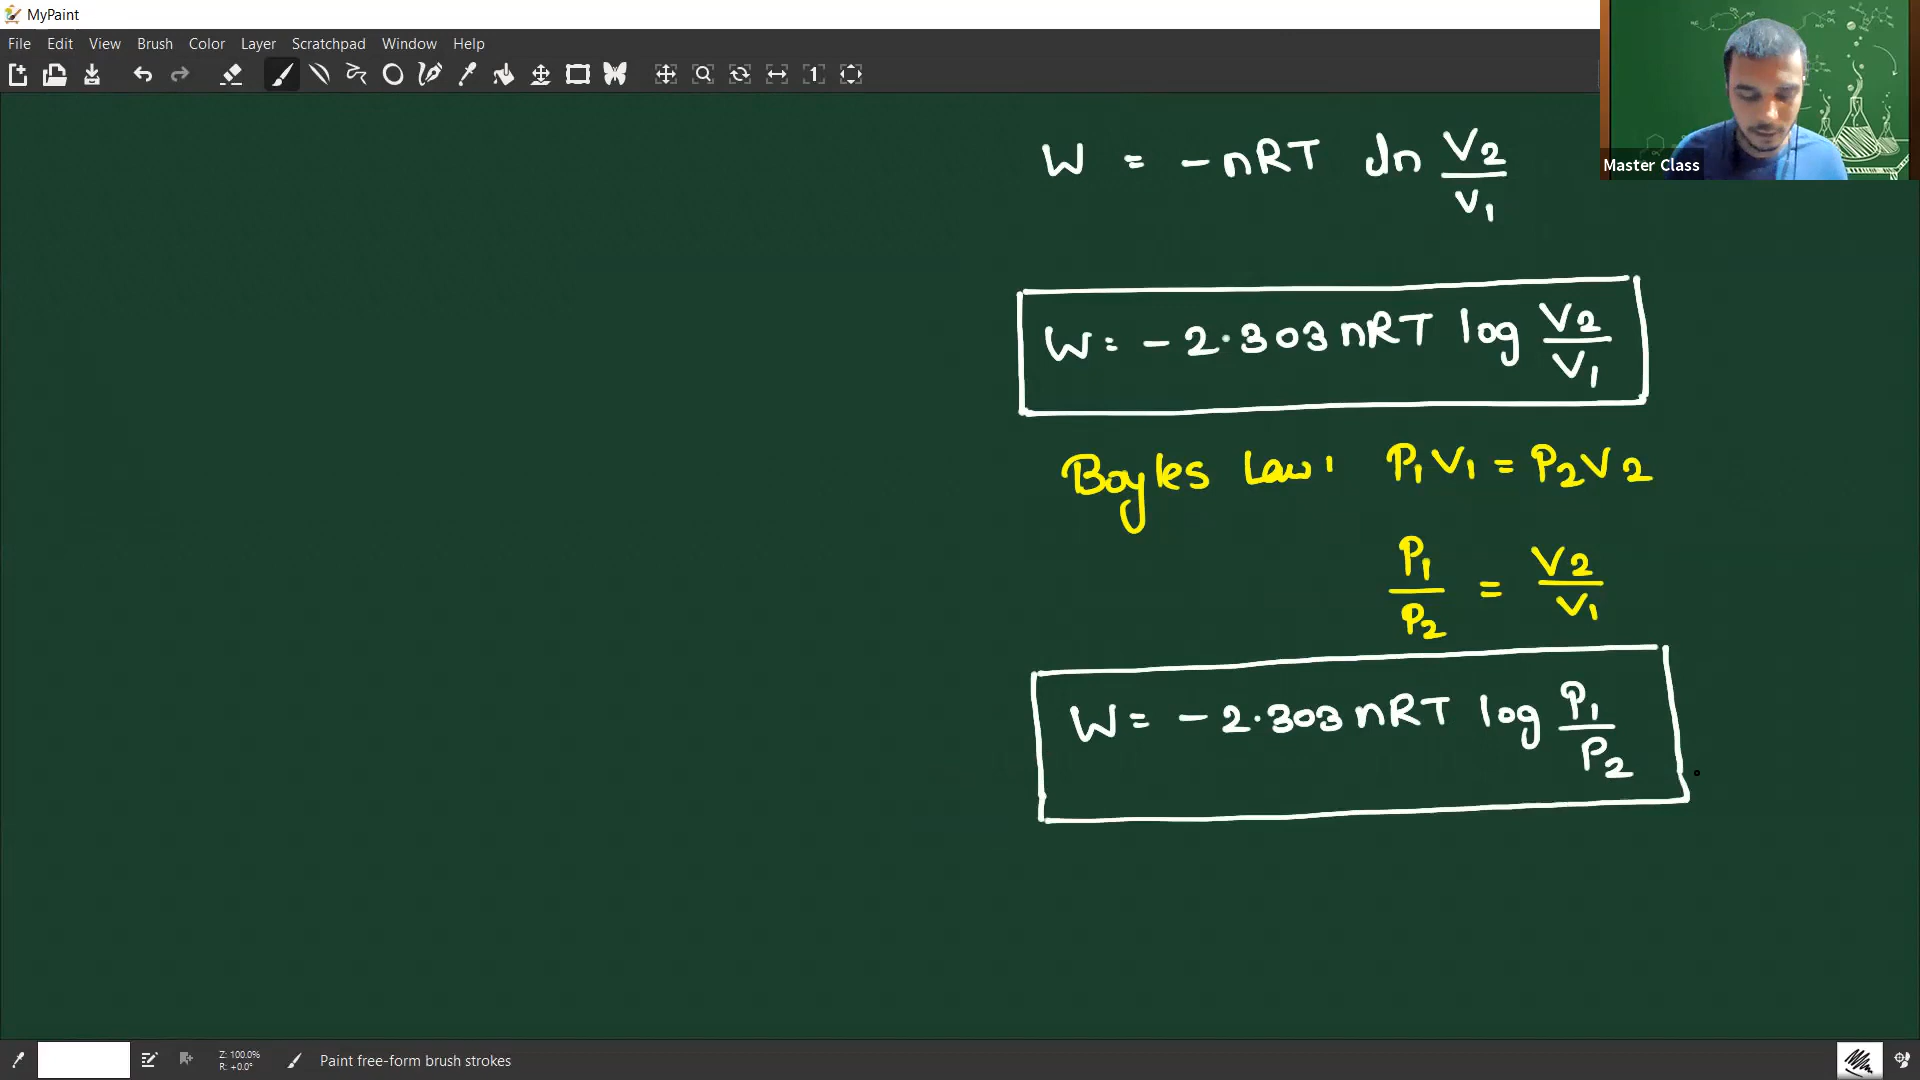 MyPaint
File Edit View Brush Color Layer Scratchpad Window Help
1
Master Class
W = -nRT ln V2/V1
W = -2.303 nRT log V2/V1
Boyles Law: P1V1 = P2V2
P1/P2 = V2/V1
W = -2.303 nRT log P1/P2
Z: 100.0%
R: +0.0°
Paint free-form brush strokes